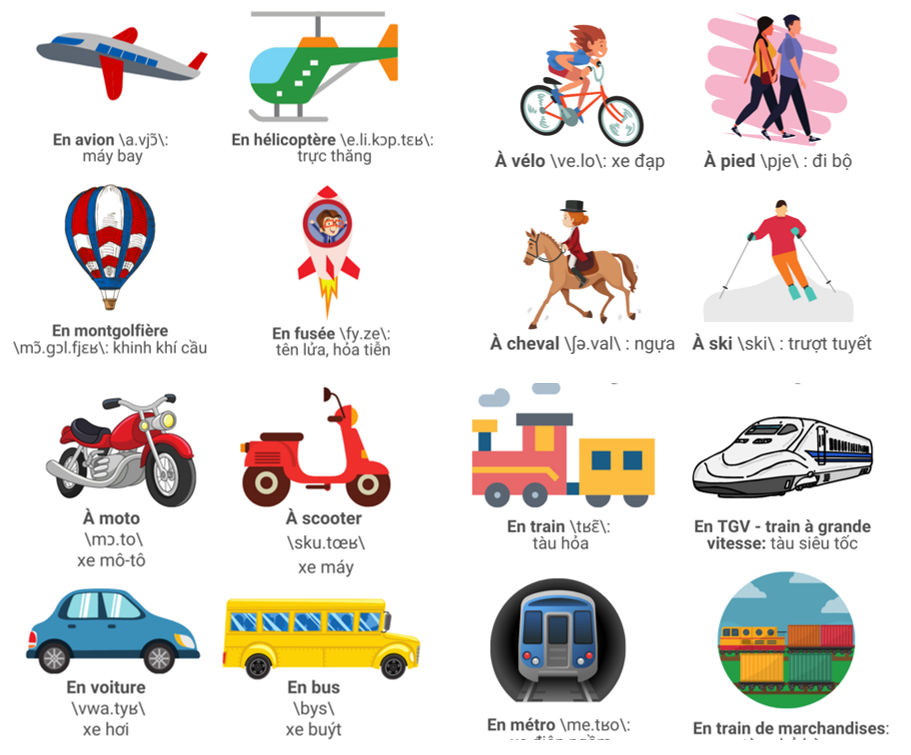 En avion \a.vjɔ̃\:
máy bay
En hélicoptère \e.li.kɔp.tɛʁ\:
trực thăng
À vélo \ve.lo\: xe đạp
À pied \pje\ : đi bộ
En montgolfière
\mɔ̃.ɡɔl.fjɛʁ\: khinh khí cầu
En fusée \fy.ze\:
tên lửa, hỏa tiễn
À cheval \ʃə.val\ : ngựa
À ski \ski\ : trượt tuyết
À moto
\mɔ.to\
xe mô-tô
À scooter
\sku.tœʁ\
xe máy
En train \tʁɛ̃\:
tàu hỏa
En TGV - train à grande
vitesse: tàu siêu tốc
En voiture
\vwa.tyʁ\
xe hơi
En bus
\bys\
xe buýt
En métro \me.tʁo\:
En train de marchandises: